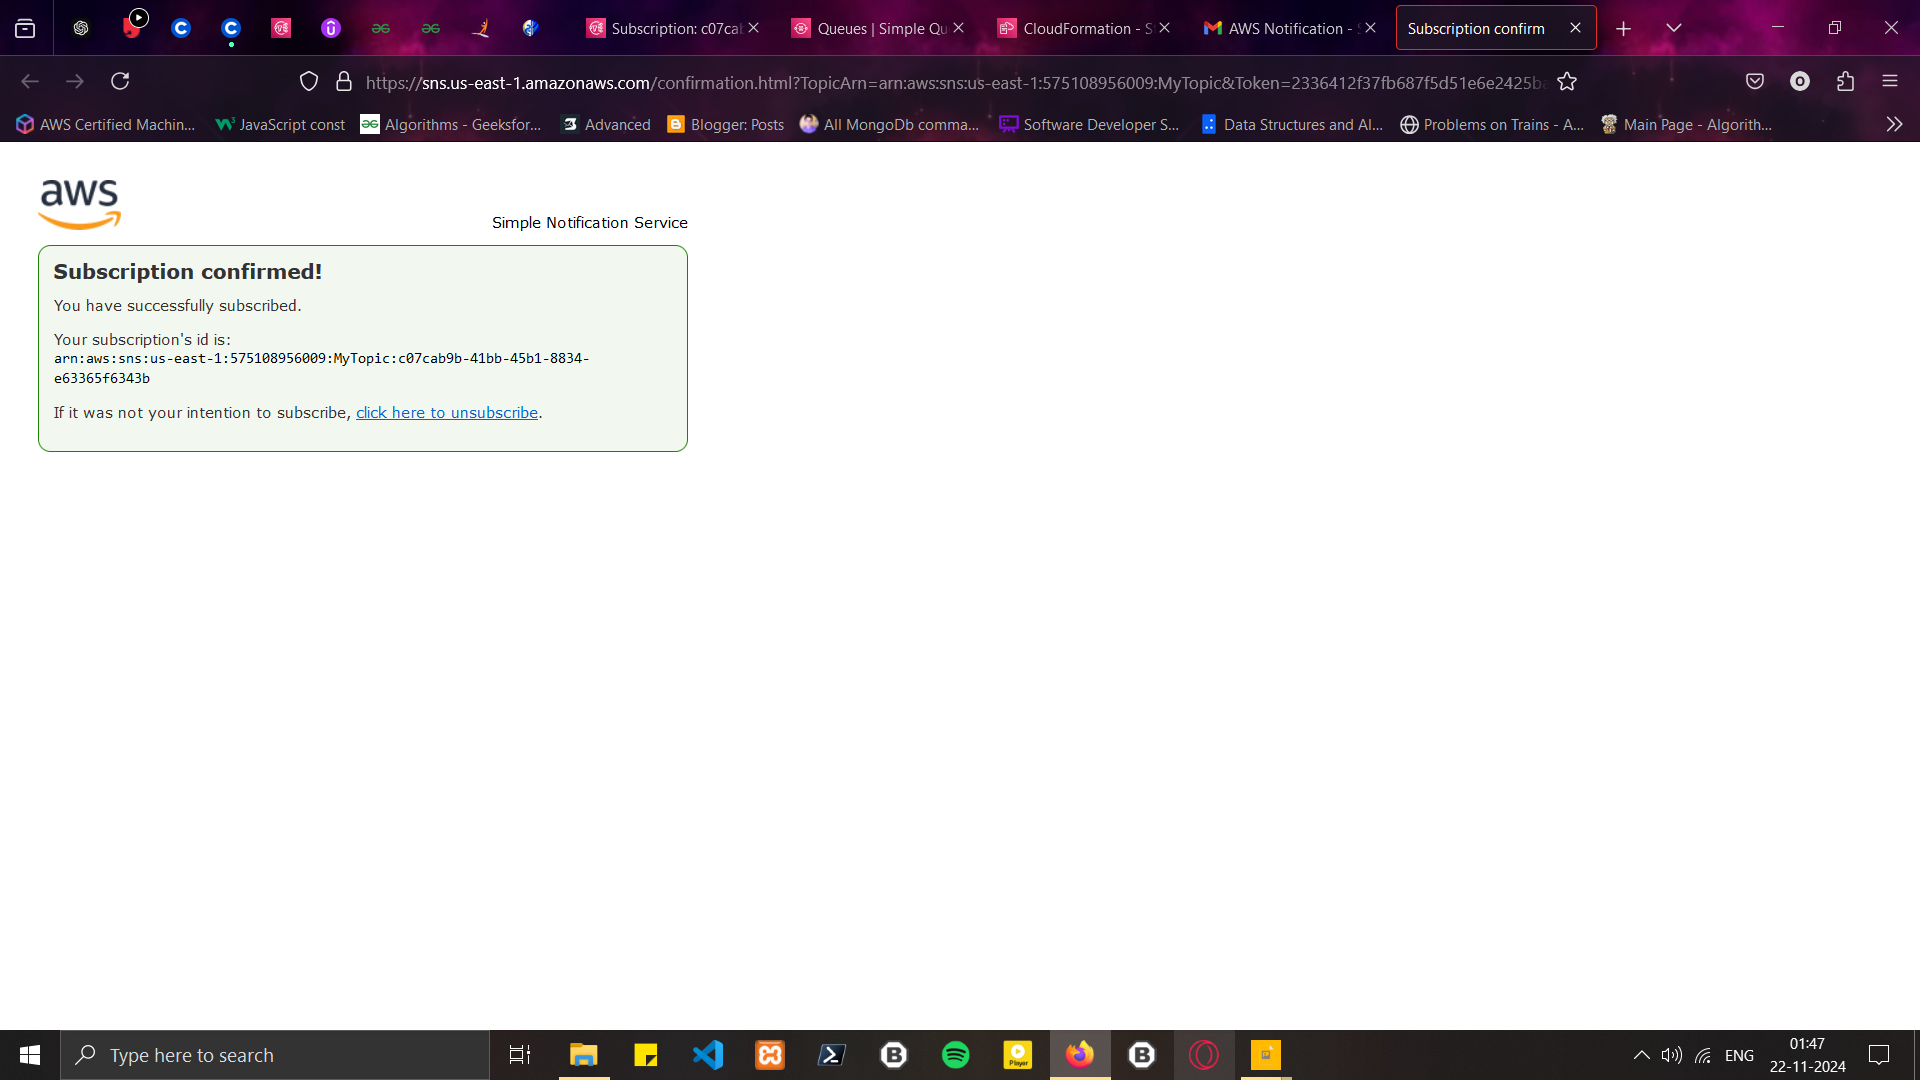 Subscription: c07cab
Queues | Simple Qu
CloudFormation - S
AWS Notification -
Subscription confirm
https://sns.us-east-1.amazonaws.com/confirmation.html?TopicArn=arn:aws:sns:us-east-1:575108956009:MyTopic&Token=2336412f37fb687f5d51e6e2425ba
AWS Certified Machin...
JavaScript const
Algorithms - Geeksfor...
Advanced
Blogger: Posts
All MongoDb comma...
Software Developer S...
Data Structures and Al...
Problems on Trains - A...
Main Page - Algorith...
aws
Simple Notification Service
Subscription confirmed!
You have successfully subscribed.
Your subscription's id is:
arn:aws:sns:us-east-1:575108956009:MyTopic:c07cab9b-41bb-45b1-8834-
e63365f6343b
If it was not your intention to subscribe, click here to unsubscribe.
Type here to search
Player
ENG
01:47
22-11-2024